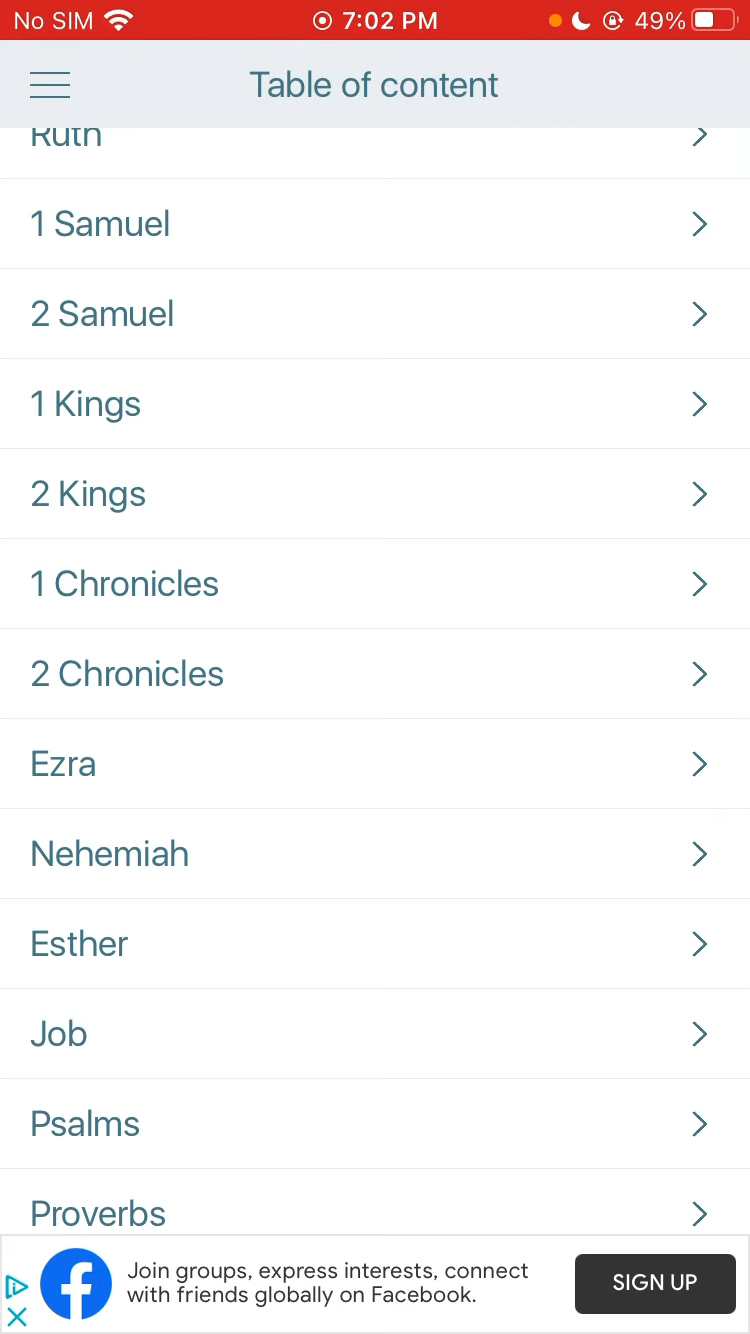 No SIM 7:02 PM 49%
Table of content
Ruth
1 Samuel
2 Samuel
1 Kings
2 Kings
1 Chronicles
2 Chronicles
Ezra
Nehemiah
Esther
Job
Psalms
Proverbs
Join groups, express interests, connect
with friends globally on Facebook.
SIGN UP